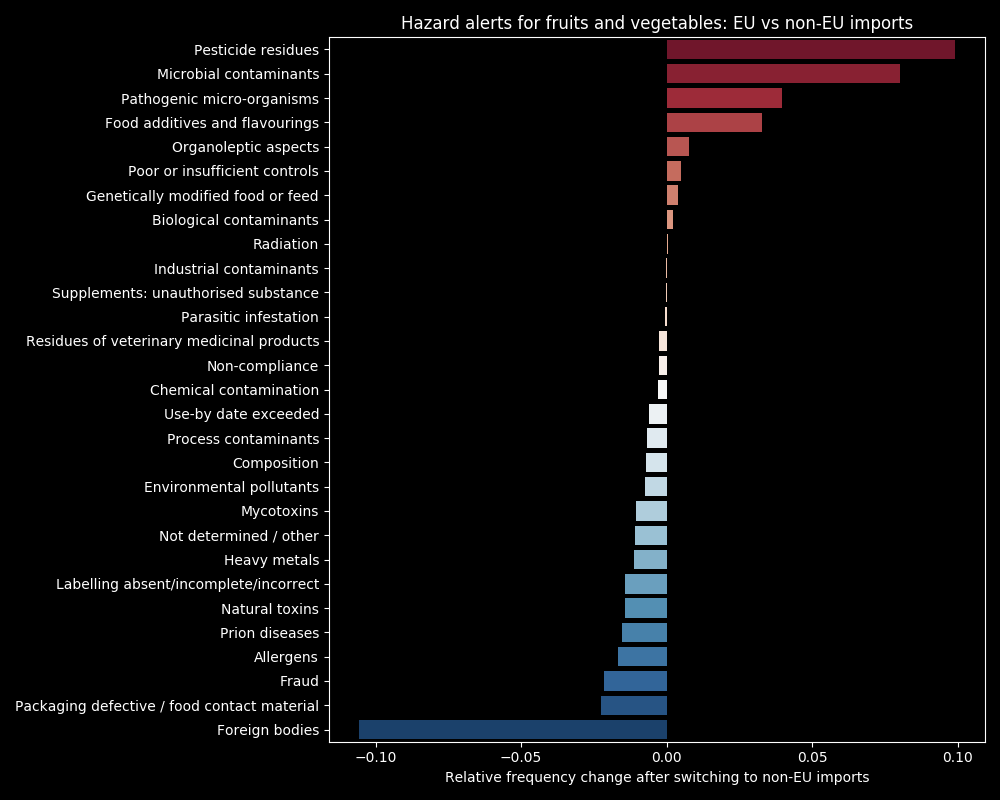 Hazard alerts for fruits and vegetables: EU vs non-EU imports
Pesticide residues
Microbial contaminants
Pathogenic micro-organisms
Food additives and flavourings
Organoleptic aspects
Poor or insufficient controls
Genetically modified food or feed
Biological contaminants
Radiation
Industrial contaminants
Supplements: unauthorised substance
Parasitic infestation
Residues of veterinary medicinal products
Non-compliance
Chemical contamination
Use-by date exceeded
Process contaminants
Composition
Environmental pollutants
Mycotoxins
Not determined / other
Heavy metals
Labelling absent/incomplete/incorrect
Natural toxins
Prion diseases
Allergens
Fraud
Packaging defective / food contact material
Foreign bodies
−0.10 −0.05 0.00 0.05 0.10
Relative frequency change after switching to non-EU imports